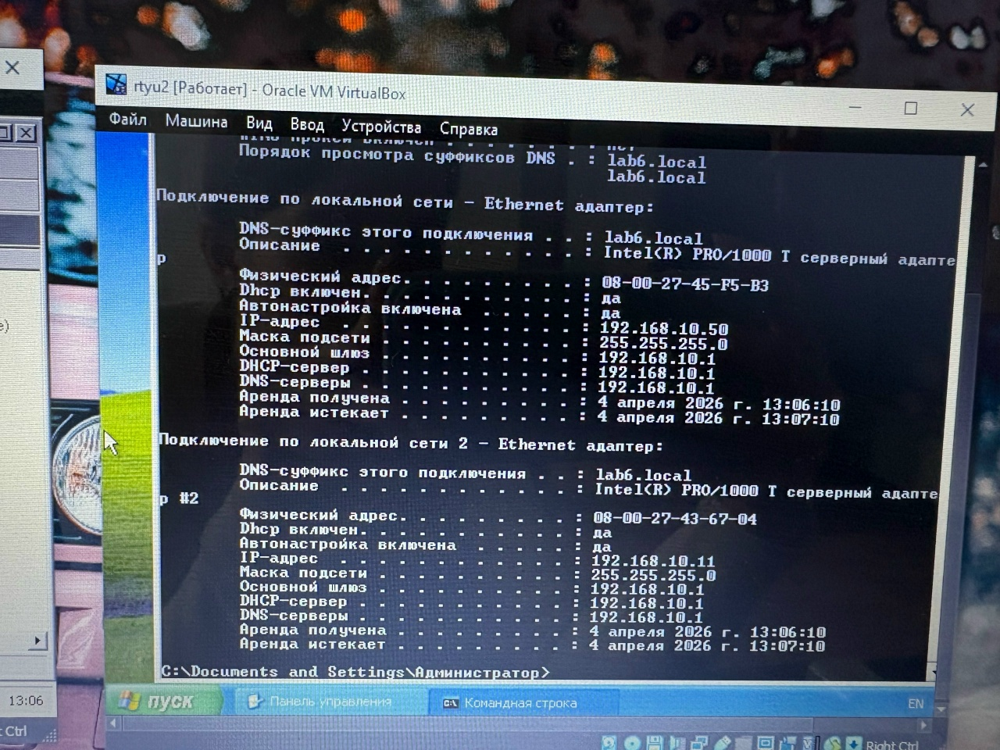 rtyu2 [Работает] - Oracle VM VirtualBox
Файл Машина Вид Ввод Устройства Справка
Порядок просмотра суффиксов DNS . : lab6.local
lab6.local
Подключение по локальной сети - Ethernet адаптер:
DNS-суффикс этого подключения . . : lab6.local
Описание . . . . . . . . . . . . : Intel(R) PRO/1000 T серверный адапте
р
Физический адрес. . . . . . . . . : 08-00-27-45-F5-B3
Dhcp включен. . . . . . . . . . . : да
Автонастройка включена . . . . . : да
IP-адрес . . . . . . . . . . . . : 192.168.10.50
Маска подсети . . . . . . . . . . : 255.255.255.0
Основной шлюз . . . . . . . . . . : 192.168.10.1
DHCP-сервер . . . . . . . . . . . : 192.168.10.1
DNS-серверы . . . . . . . . . . . : 192.168.10.1
Аренда получена . . . . . . . . . : 4 апреля 2026 г. 13:06:10
Аренда истекает . . . . . . . . . : 4 апреля 2026 г. 13:07:10
Подключение по локальной сети 2 - Ethernet адаптер:
DNS-суффикс этого подключения . . : lab6.local
Описание . . . . . . . . . . . . : Intel(R) PRO/1000 T серверный адапте
р #2
Физический адрес. . . . . . . . . : 08-00-27-43-67-04
Dhcp включен. . . . . . . . . . . : да
Автонастройка включена . . . . . : да
IP-адрес . . . . . . . . . . . . : 192.168.10.11
Маска подсети . . . . . . . . . . : 255.255.255.0
Основной шлюз . . . . . . . . . . : 192.168.10.1
DHCP-сервер . . . . . . . . . . . : 192.168.10.1
DNS-серверы . . . . . . . . . . . : 192.168.10.1
Аренда получена . . . . . . . . . : 4 апреля 2026 г. 13:06:10
Аренда истекает . . . . . . . . . : 4 апреля 2026 г. 13:07:10
C:\Documents and Settings\Администратор>
13:06
пуск Панель управления Командная строка EN
Ctrl
Right Ctrl